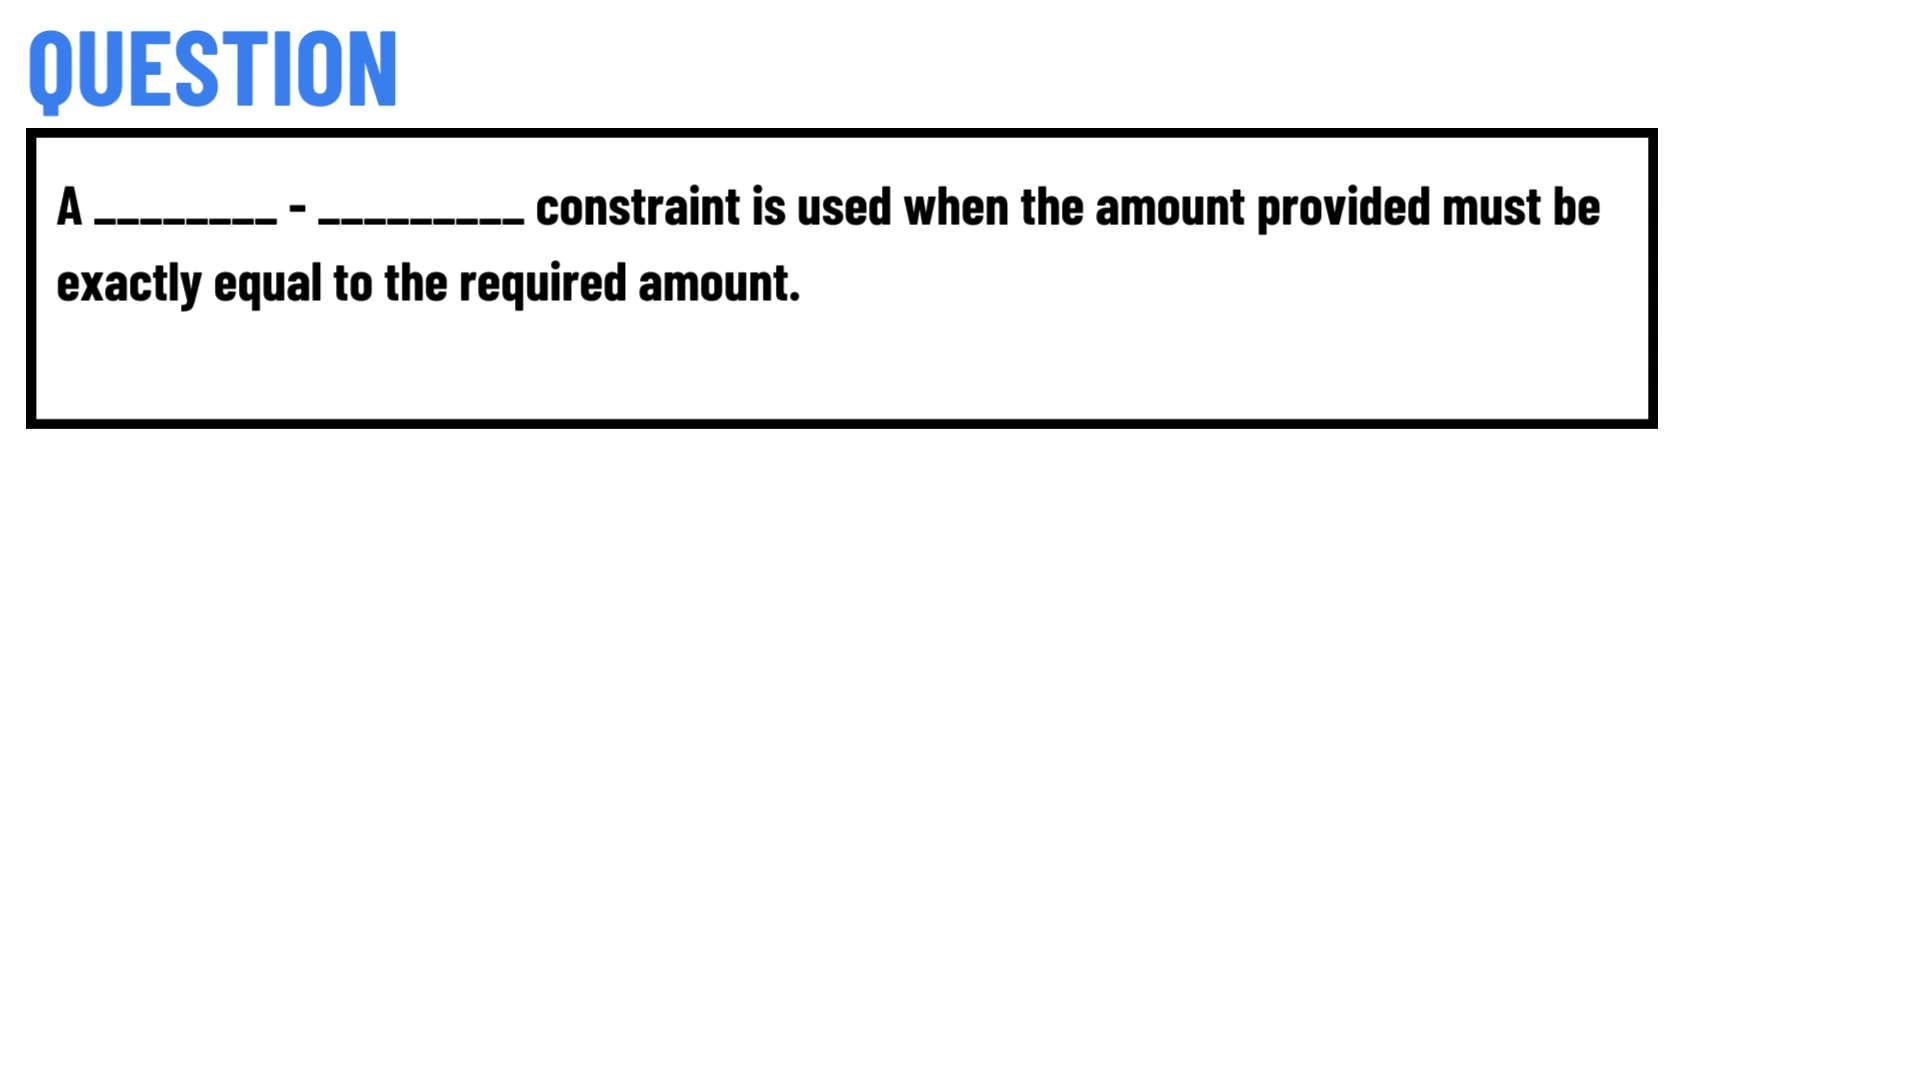 QUESTION
A ________ - _________ constraint is used when the amount provided must be
exactly equal to the required amount.